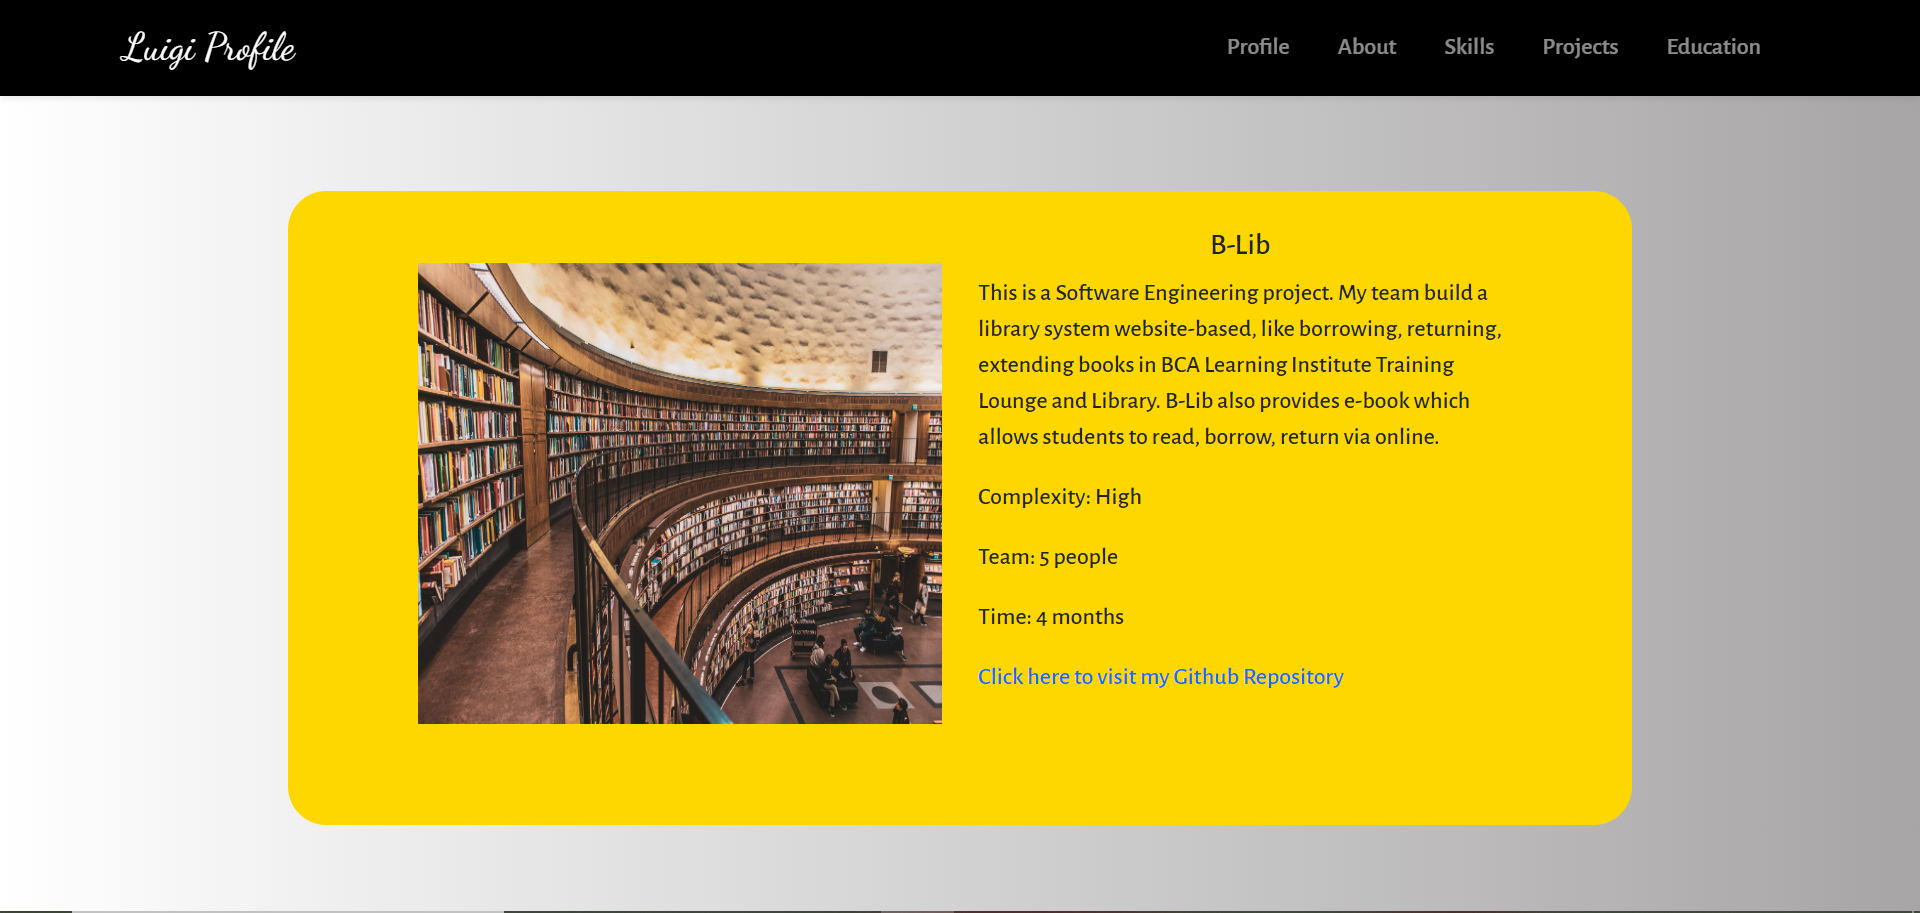 Luigi Profile
Profile About Skills Projects Education
B-Lib
This is a Software Engineering project. My team build a
library system website-based, like borrowing, returning,
extending books in BCA Learning Institute Training
Lounge and Library. B-Lib also provides e-book which
allows students to read, borrow, return via online.
Complexity: High
Team: 5 people
Time: 4 months
Click here to visit my Github Repository